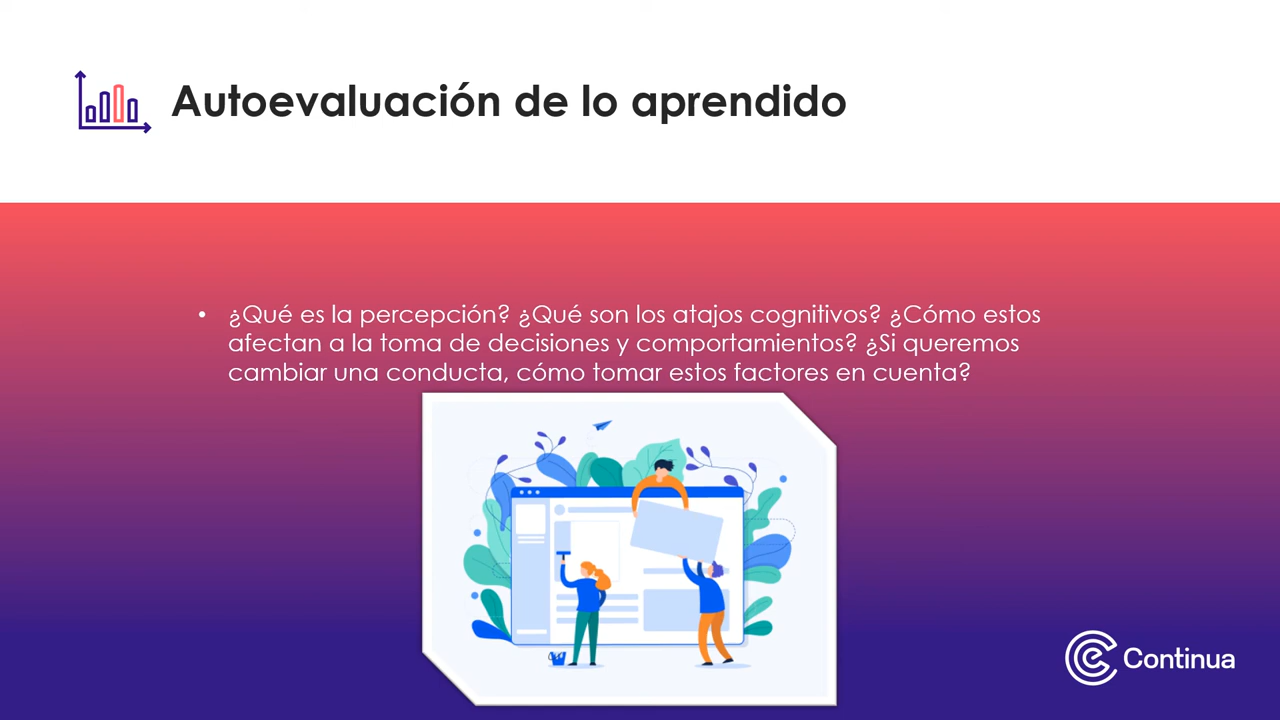 Autoevaluación de lo aprendido
• ¿Qué es la percepción? ¿Qué son los atajos cognitivos? ¿Cómo estos
afectan a la toma de decisiones y comportamientos? ¿Si queremos
cambiar una conducta, cómo tomar estos factores en cuenta?
Continua